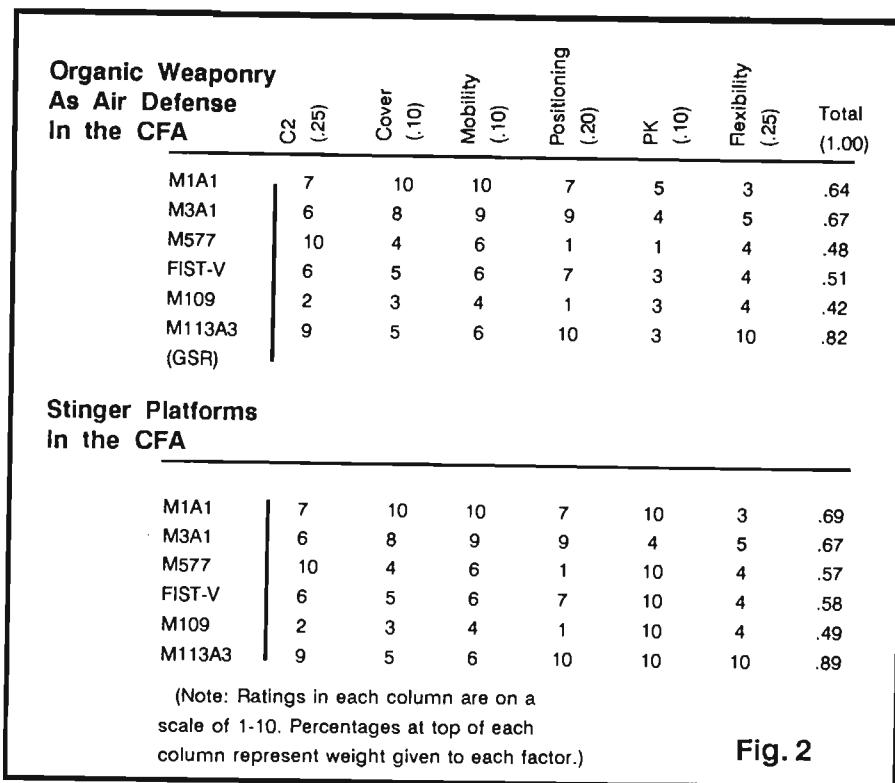 Organic Weaponry
As Air Defense
In the CFA
C2 (.25) Cover (.10) Mobility (.10) Positioning (.20) PK (.10) Flexibility (.25) Total (1.00)
M1A1 7 10 10 7 5 3 .64
M3A1 6 8 9 9 4 5 .67
M577 10 4 6 1 1 4 .48
FIST-V 6 5 6 7 3 4 .51
M109 2 3 4 1 3 4 .42
M113A3 9 5 6 10 3 10 .82
(GSR)
Stinger Platforms
in the CFA
M1A1 7 10 10 7 10 3 .69
M3A1 6 8 9 9 4 5 .67
M577 10 4 6 1 10 4 .57
FIST-V 6 5 6 7 10 4 .58
M109 2 3 4 1 10 4 .49
M113A3 9 5 6 10 10 10 .89
(Note: Ratings in each column are on a
scale of 1-10. Percentages at top of each
column represent weight given to each factor.)
Fig. 2